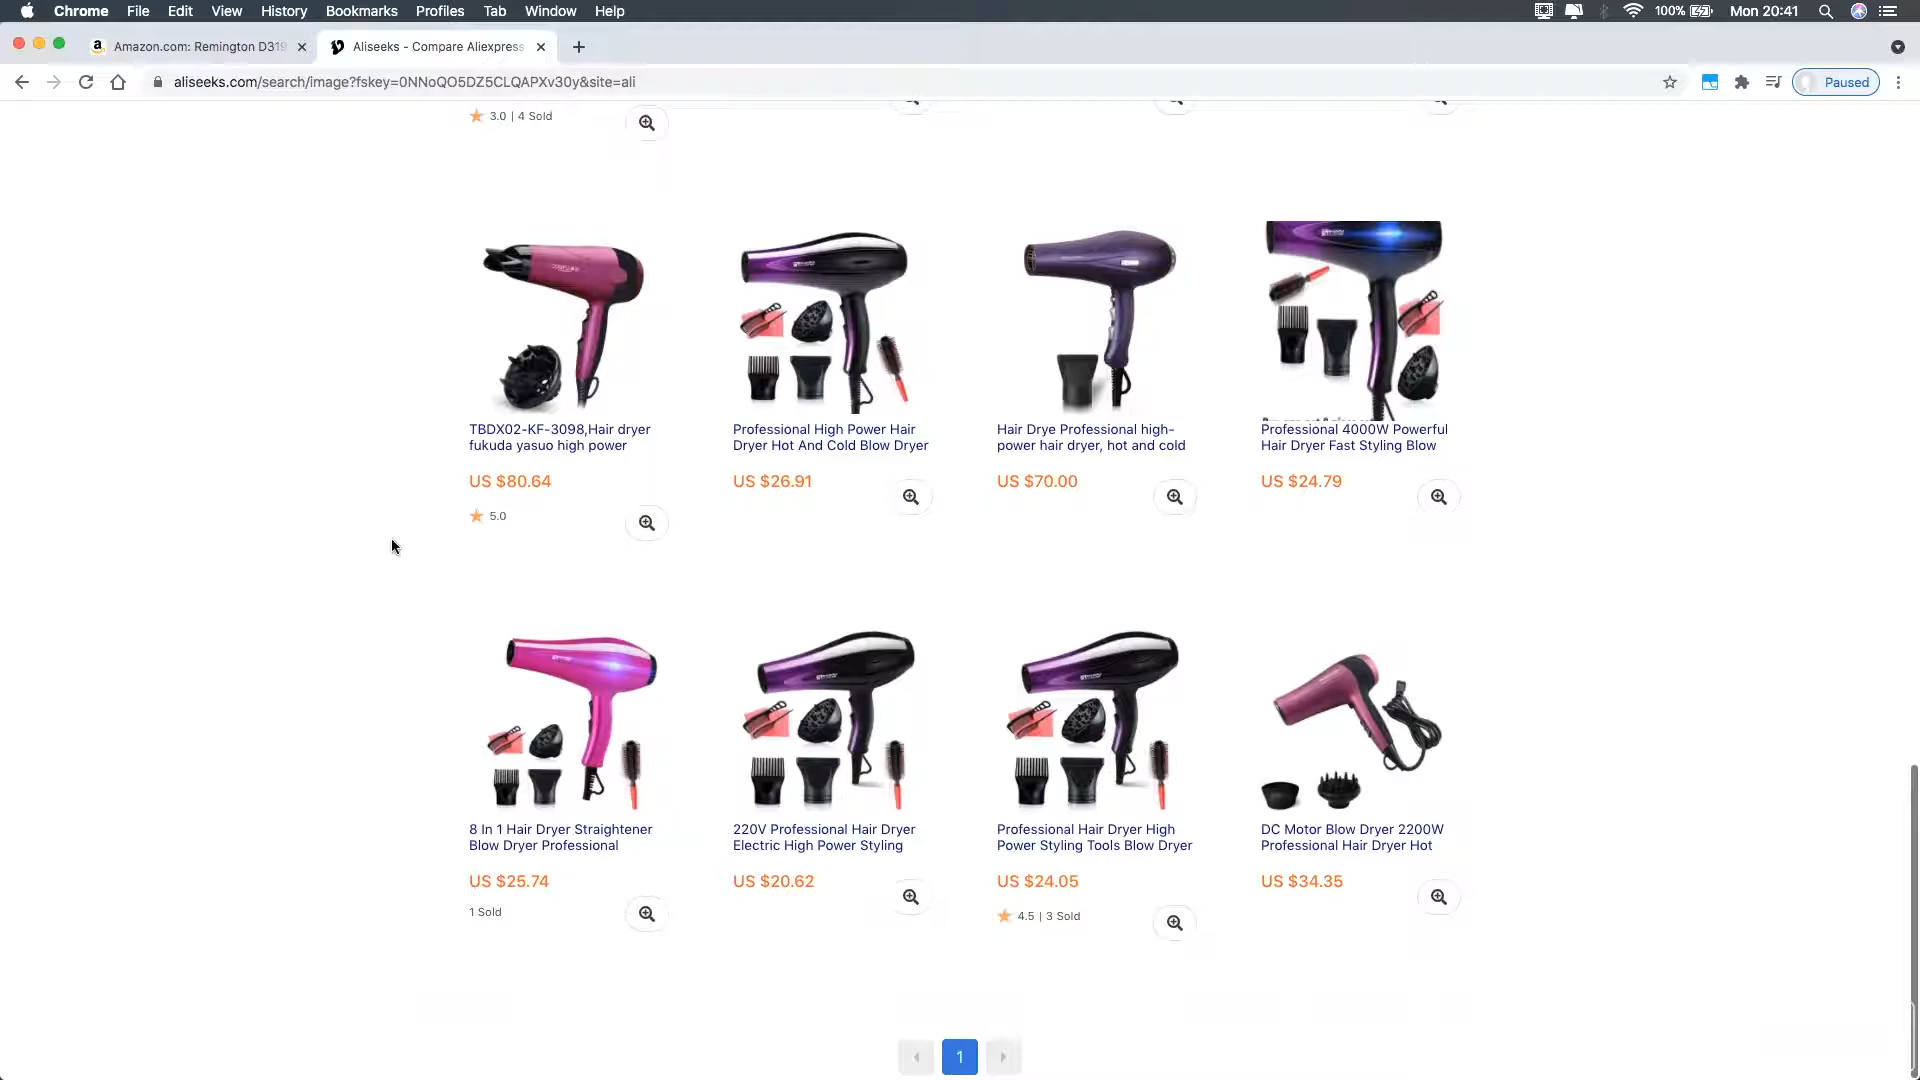 Chrome File Edit View History Bookmarks Profiles Tab Window Help 100% Mon 20:41
Amazon.com: Remington D319 Aliseeks - Compare Aliexpress
aliseeks.com/search/image?fskey=0NNoQO5DZ5CLQAPXv30y&site=ali Paused
3.0 | 4 Sold
TBDX02-KF-3098,Hair dryer
fukuda yasuo high power
US $80.64
5.0
Professional High Power Hair
Dryer Hot And Cold Blow Dryer
US $26.91
Hair Drye Professional high-
power hair dryer, hot and cold
US $70.00
Professional 4000W Powerful
Hair Dryer Fast Styling Blow
US $24.79
8 In 1 Hair Dryer Straightener
Blow Dryer Professional
US $25.74
1 Sold
220V Professional Hair Dryer
Electric High Power Styling
US $20.62
Professional Hair Dryer High
Power Styling Tools Blow Dryer
US $24.05
4.5 | 3 Sold
DC Motor Blow Dryer 2200W
Professional Hair Dryer Hot
US $34.35
1